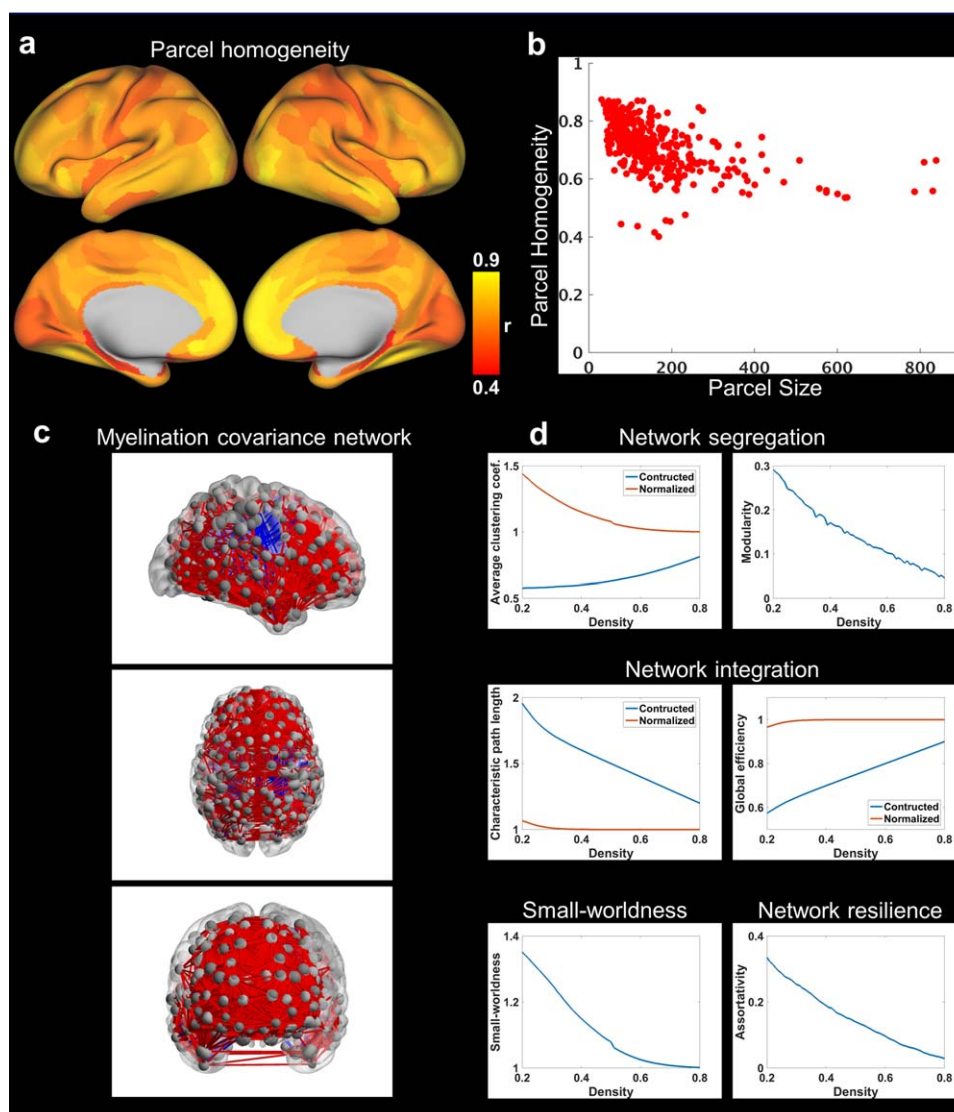 a
Parcel homogeneity
0.9
r
0.4
b
Parcel Homogeneity
1
0.8
0.6
0.4
0.2
0
0 200 400 600 800
Parcel Size
c
Myelination covariance network
d
Network segregation
Average clustering coef.
1.5
1
0.5
Contructed
Normalized
0.2 0.4 0.6 0.8
Density
Modularity
0.3
0.2
0.1
0
0.2 0.4 0.6 0.8
Density
Network integration
Characteristic path length
2
1.5
1
Contructed
Normalized
0.2 0.4 0.6 0.8
Density
Global efficiency
1
0.8
0.6
Contructed
Normalized
0.2 0.4 0.6 0.8
Density
Small-worldness
Small-worldness
1.4
1.2
1
0.2 0.4 0.6 0.8
Density
Network resilience
Assortativity
0.4
0.2
0
0.2 0.4 0.6 0.8
Density